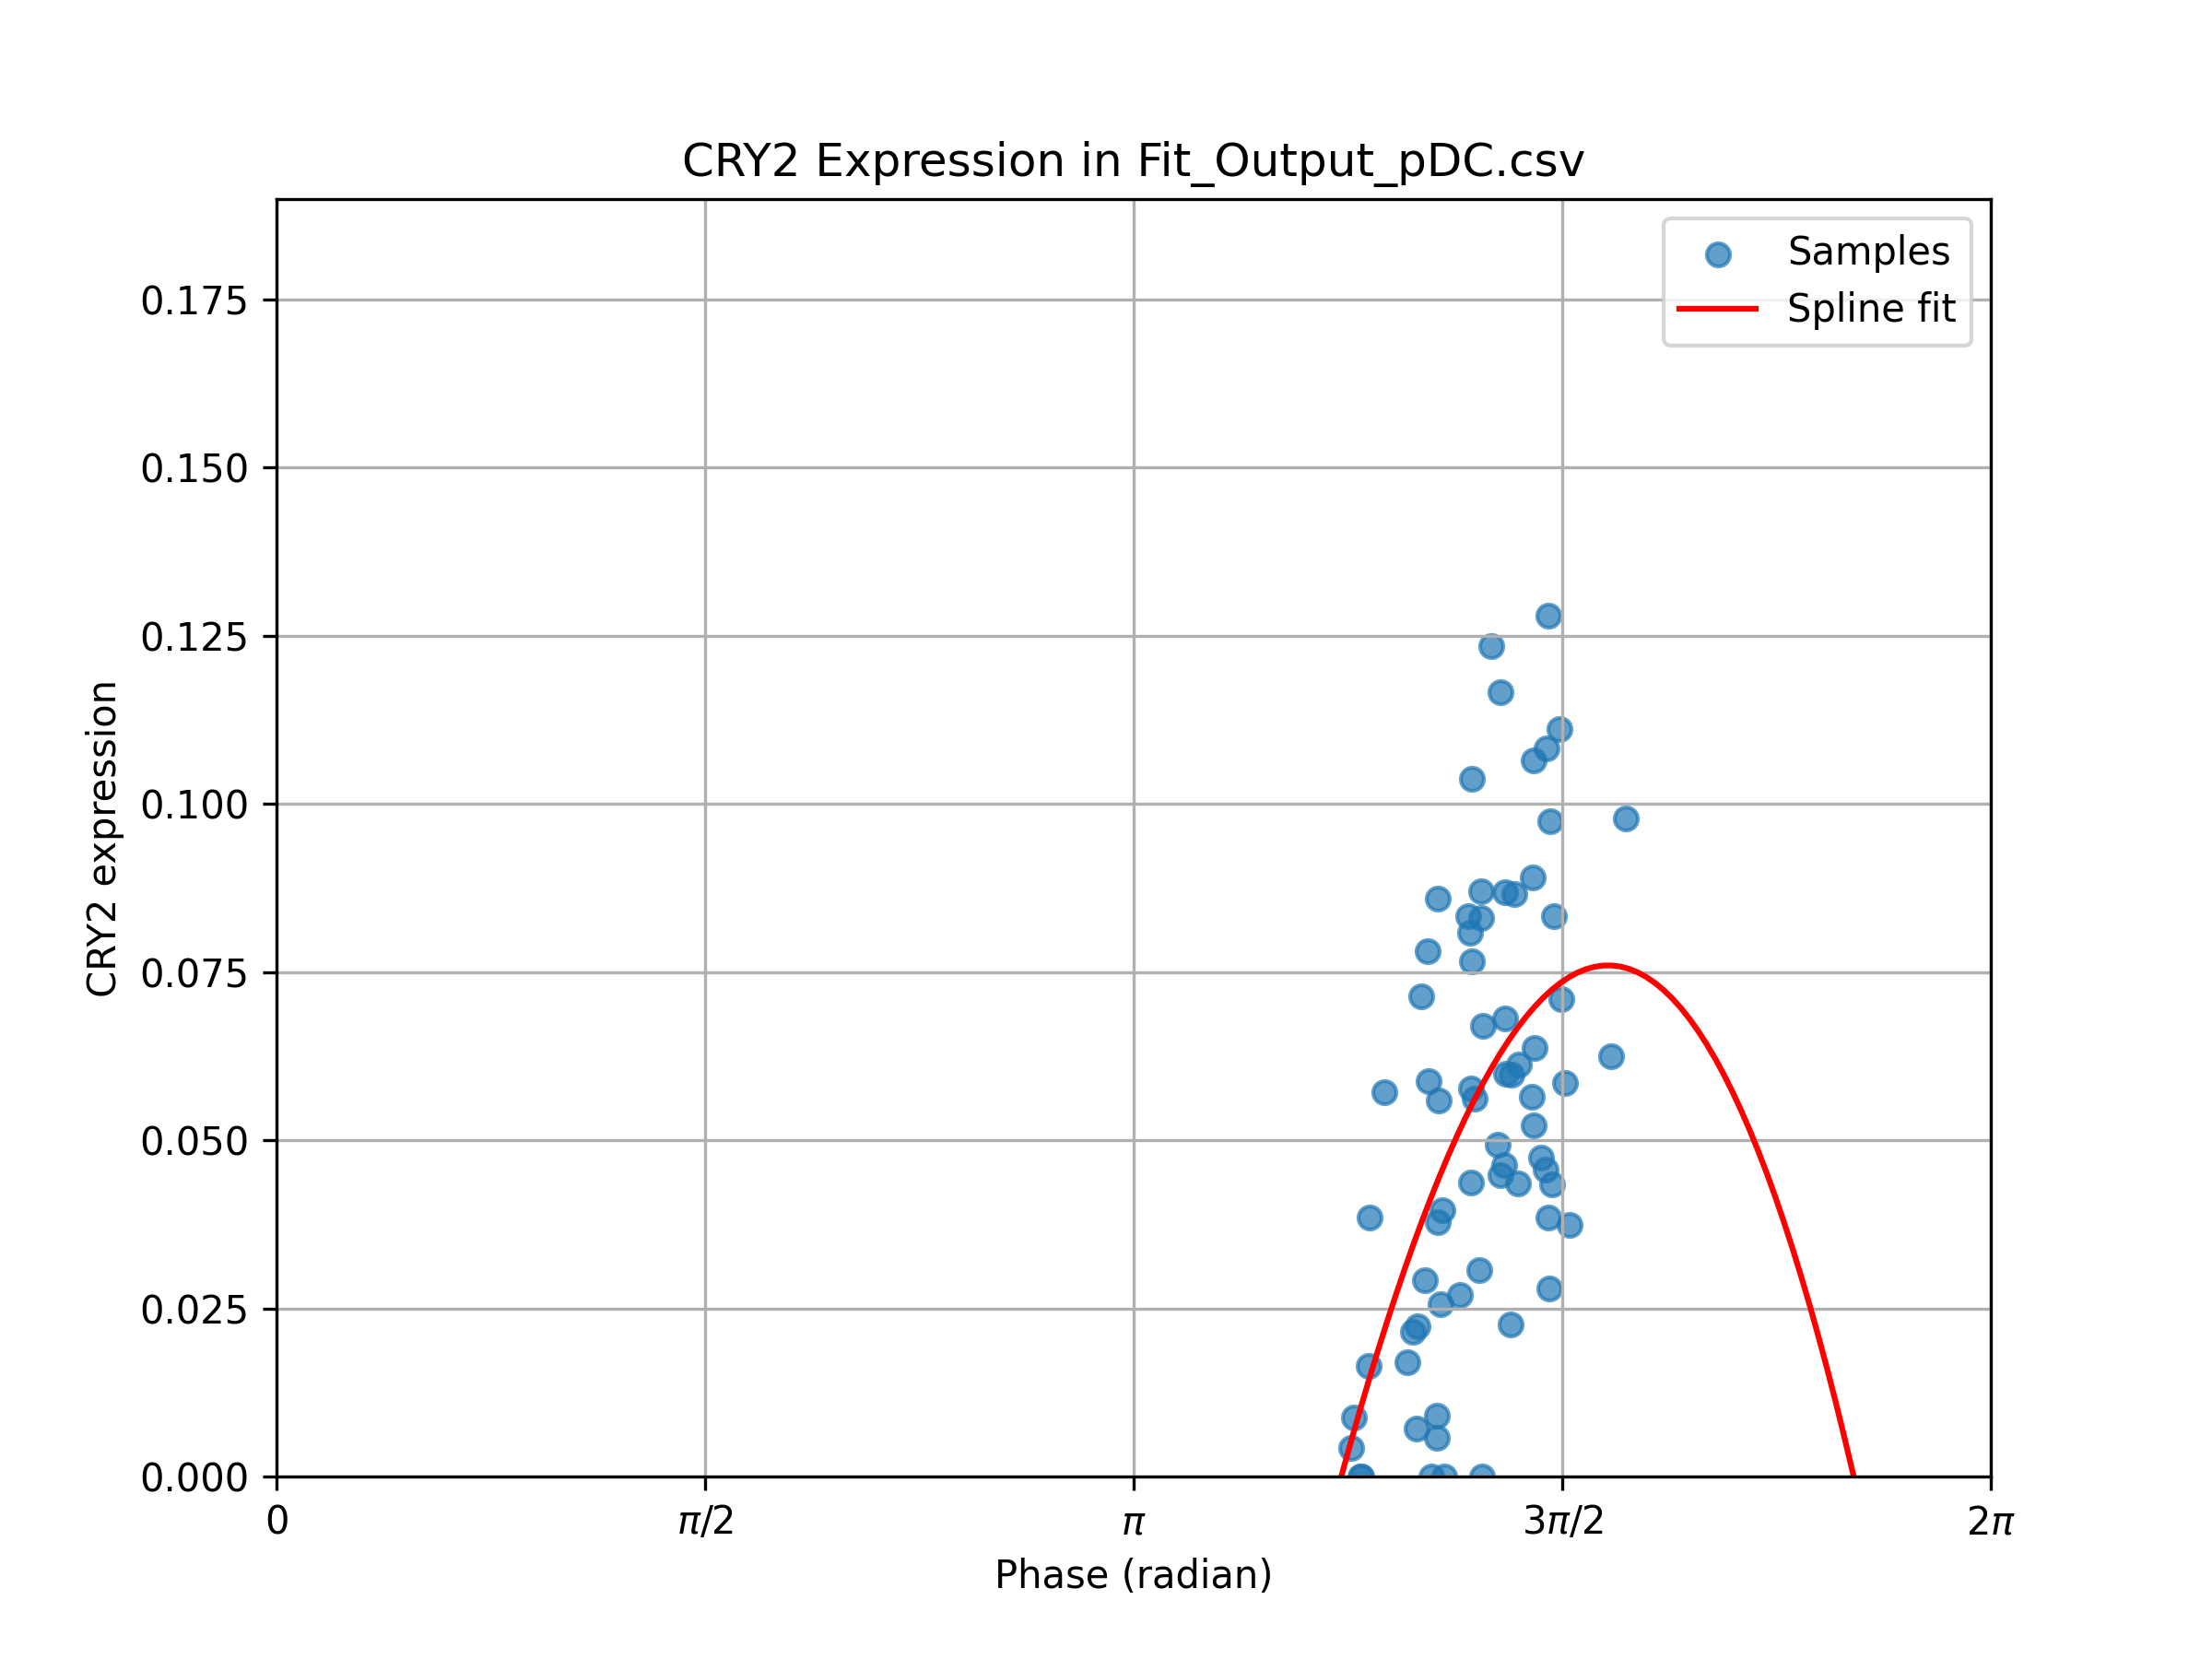 CRY2 Expression in Fit_Output_pDC.csv
Samples
Spline fit
0.175
0.150
0.125
0.100
0.075
0.050
0.025
0.000
CRY2 expression
0 π/2 π 3π/2 2π
Phase (radian)